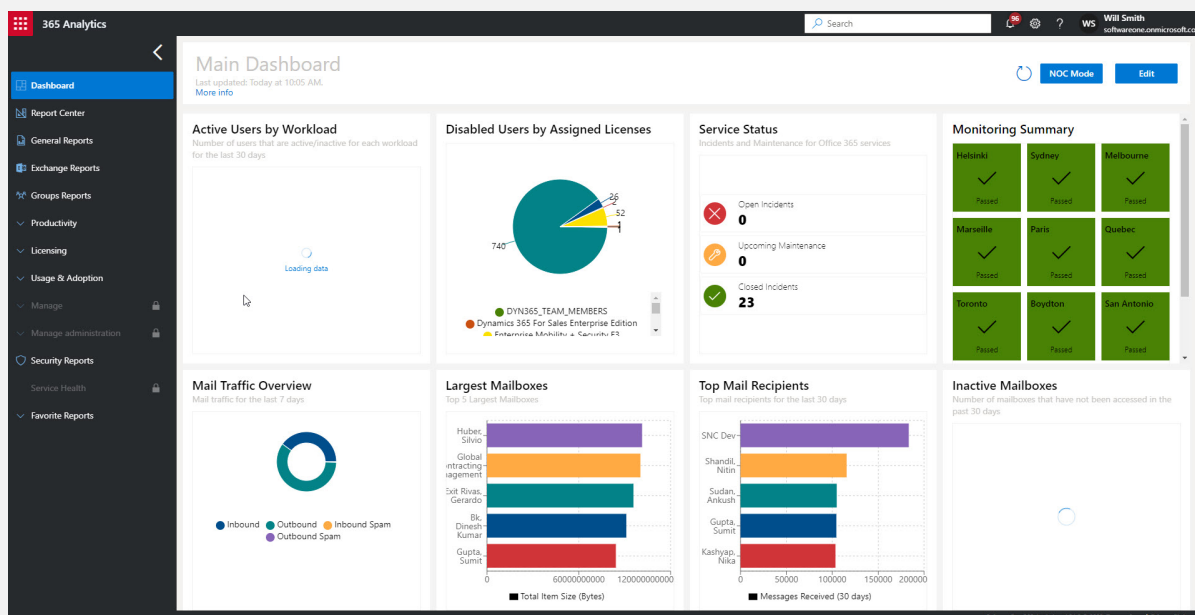 365 Analytics
Search
96
WS
Will Smith
softwareone.onmicrosoft.co
Dashboard
Report Center
General Reports
Exchange Reports
Groups Reports
Productivity
Licensing
Usage & Adoption
Manage
Manage administration
Security Reports
Service Health
Favorite Reports
Main Dashboard
Last updated: Today at 10:05 AM.
More info
NOC Mode
Edit
Active Users by Workload
Number of users that are active/inactive for each workload
for the last 30 days
Loading data
Disabled Users by Assigned Licenses
26
2
52
1
740
DYN365_TEAM_MEMBERS
Dynamics 365 For Sales Enterprise Edition
Enterprise Mobility + Security E3
Service Status
Incidents and Maintenance for Office 365 services
Open Incidents
0
Upcoming Maintenance
0
Closed Incidents
23
Monitoring Summary
Helsinki
Sydney
Melbourne
Passed
Passed
Passed
Marseille
Paris
Quebec
Passed
Passed
Passed
Toronto
Boydton
San Antonio
Passed
Passed
Passed
Mail Traffic Overview
Mail traffic for the last 7 days
Inbound Outbound Inbound Spam
Outbound Spam
Largest Mailboxes
Top 5 Largest Mailboxes
Huber,
Silvio
Global
ontracting
nagement
Exit Rivas,
Gerardo
Bk,
Dinesh
Kumar
Gupta,
Sumit
0 60000000000 120000000000
Total Item Size (Bytes)
Top Mail Recipients
Top mail recipients for the last 30 days
SNC Dev
Shandil,
Nitin
Sudan,
Ankush
Gupta,
Sumit
Kashyap,
Nika
0 50000 100000 150000 200000
Messages Received (30 days)
Inactive Mailboxes
Number of mailboxes that have not been accessed in the
past 30 days